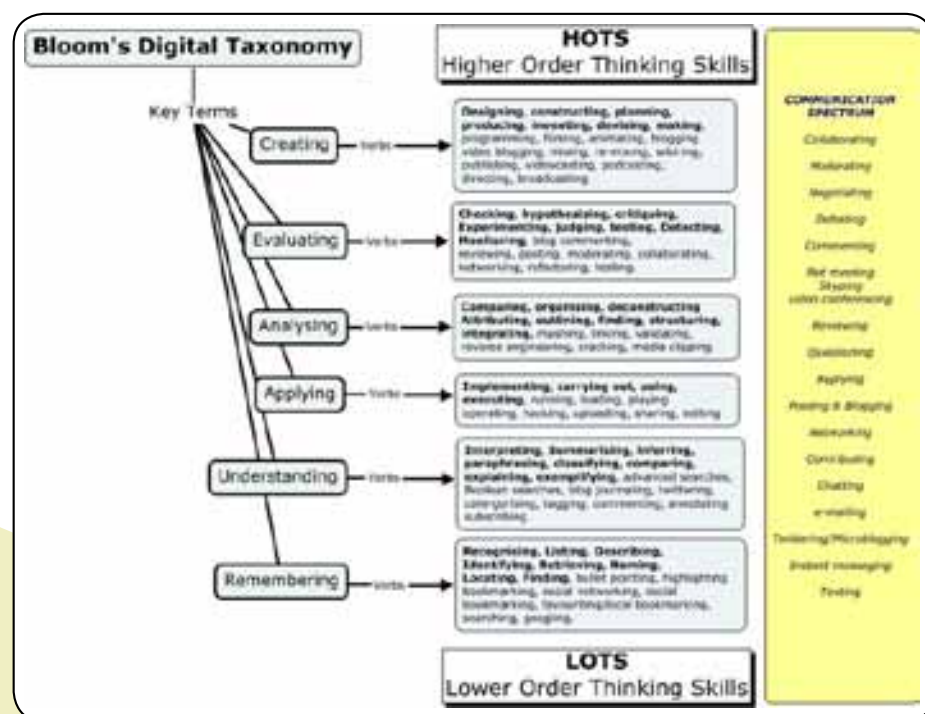 Bloom's Digital Taxonomy
HOTS
Higher Order Thinking Skills
Key Terms
Creating
Verbs
Designing, constructing, planning,
producing, inventing, devising, making,
programming, filming, animating, blogging
video blogging, mixing, re-mixing, wiki-ing,
publishing, videocasting, podcasting,
directing, broadcasting
Evaluating
Verbs
Checking, hypothesising, critiquing,
Experimenting, judging, testing, Detecting,
Monitoring, blog commenting,
reviewing, posting, moderating, collaborating,
networking, refactoring, testing.
Analysing
Verbs
Comparing, organising, deconstructing
Attributing, outlining, finding, structuring,
integrating, mashing, linking, validating,
reverse engineering, cracking, media clipping
Applying
Verbs
Implementing, carrying out, using,
executing, running, loading, playing
operating, hacking, uploading, sharing, editing
Understanding
Verbs
Interpreting, Summarising, inferring,
paraphrasing, classifying, comparing,
explaining, exemplifying, advanced searches,
Boolean searches, blog journaling, twittering,
categorising, tagging, commenting, annotating
subscribing.
Remembering
Verbs
Recognising, Listing, Describing,
Identifying, Retrieving, Naming,
Locating, Finding, bullet pointing, highlighting
bookmarking, social networking, social
bookmarking, favouriting/local bookmarking,
searching, googling.
LOTS
Lower Order Thinking Skills
COMMUNICATION
SPECTRUM
Collaborating
Moderating
Negotiating
Debating
Commenting
Net meeting
Skyping
conferencing
Reviewing
Questioning
Replying
Posting & Blogging
Networking
Contributing
Chatting
e-mailing
Twittering/Microblogging
Instant messaging
Texting